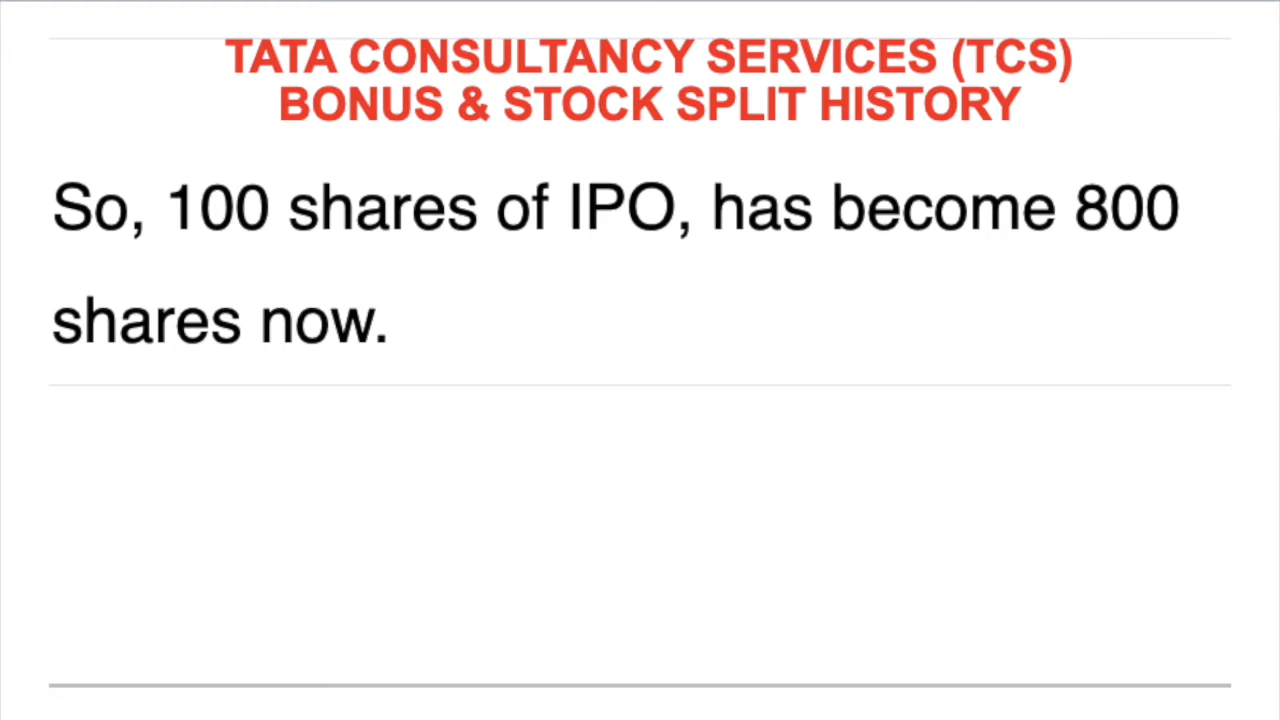 TATA CONSULTANCY SERVICES (TCS)
BONUS & STOCK SPLIT HISTORY
So, 100 shares of IPO, has become 800
shares now.